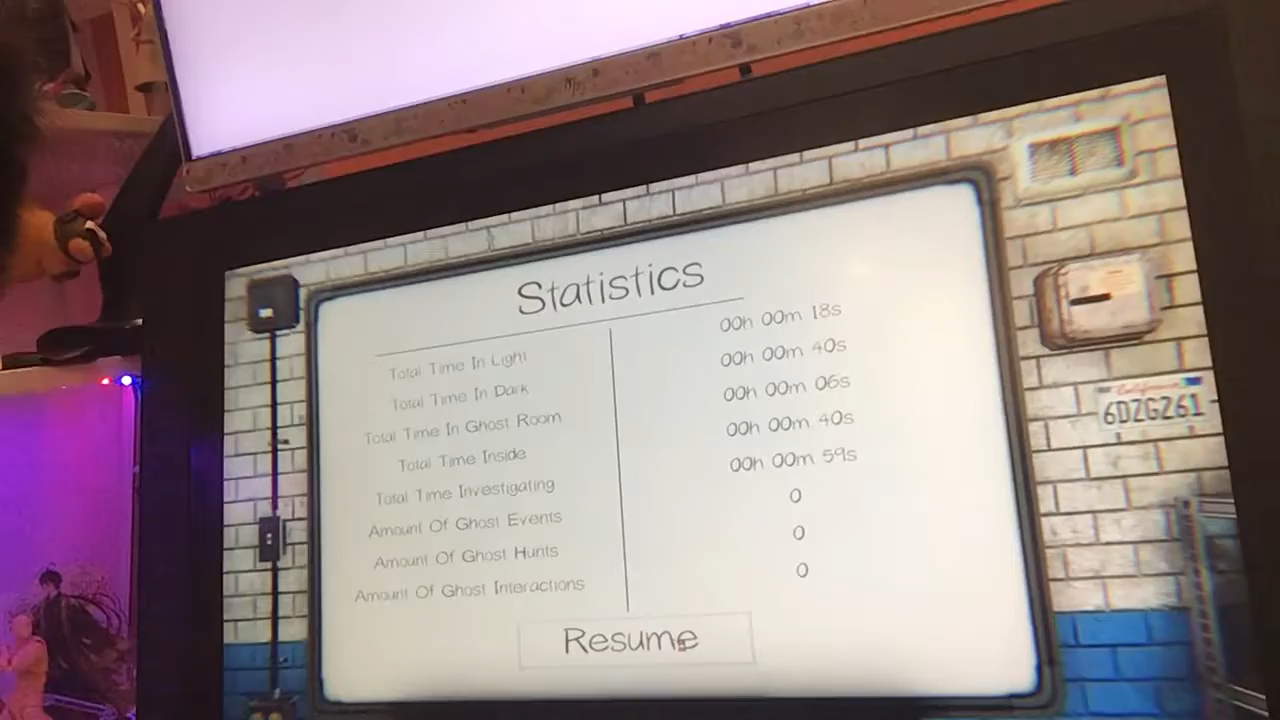 Statistics
Total Time In Light 00h 00m 18s
Total Time In Dark 00h 00m 40s
Total Time In Ghost Room 00h 00m 06s
Total Time Inside 00h 00m 40s
Total Time Investigating 00h 00m 59s
Amount Of Ghost Events 0
Amount Of Ghost Hunts 0
Amount Of Ghost Interactions 0
Resume
California
6DZG261